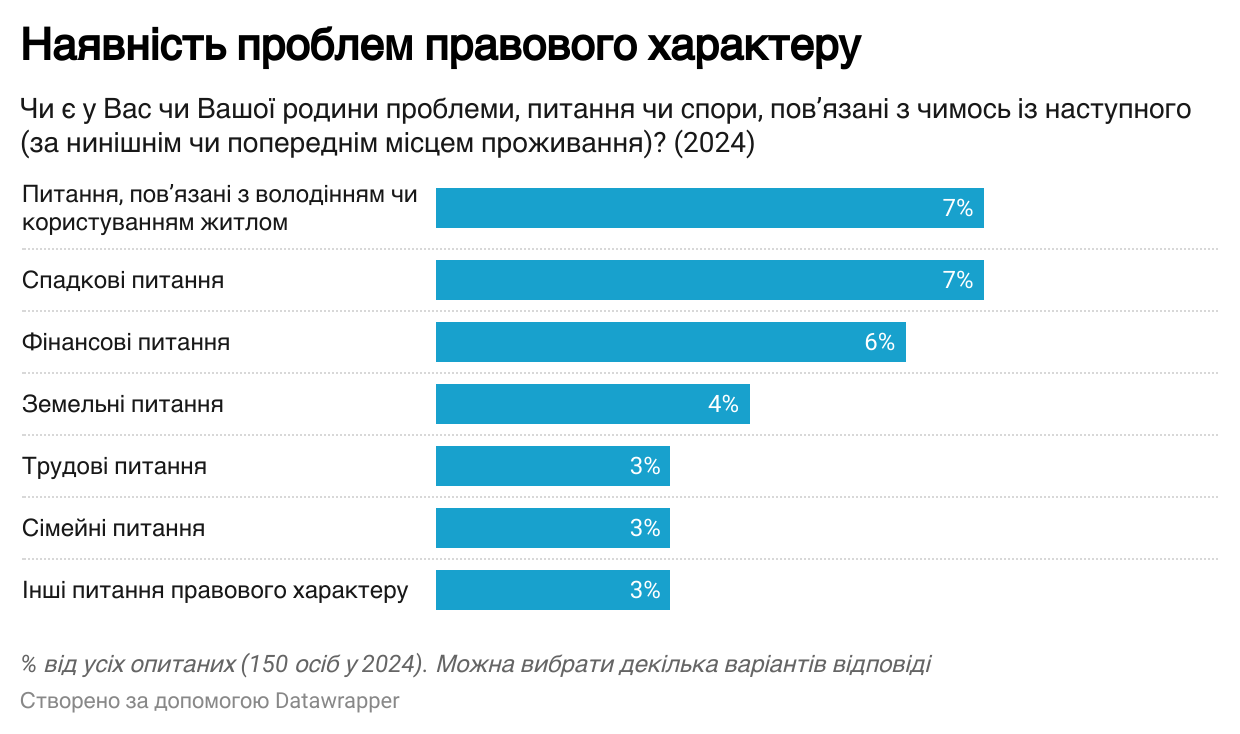 Наявність проблем правового характеру
Чи є у Вас чи Вашої родини проблеми, питання чи спори, пов’язані з чимось із наступного
(за нинішнім чи попереднім місцем проживання)? (2024)
Питання, пов’язані з володінням чи
користуванням житлом
7%
Спадкові питання
7%
Фінансові питання
6%
Земельні питання
4%
Трудові питання
3%
Сімейні питання
3%
Інші питання правового характеру
3%
% від усіх опитаних (150 осіб у 2024). Можна вибрати декілька варіантів відповіді
Створено за допомогою Datawrapper